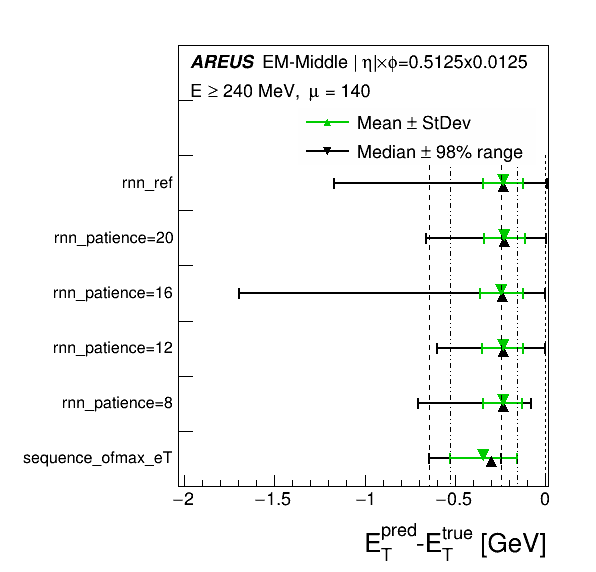 AREUS EM-Middle | η|×ϕ=0.5125x0.0125
E ≥ 240 MeV, μ = 140
Mean ± StDev
Median ± 98% range
rnn_ref
rnn_patience=20
rnn_patience=16
rnn_patience=12
rnn_patience=8
sequence_ofmax_eT
−2 −1.5 −1 −0.5 0
E_T^pred-E_T^true [GeV]